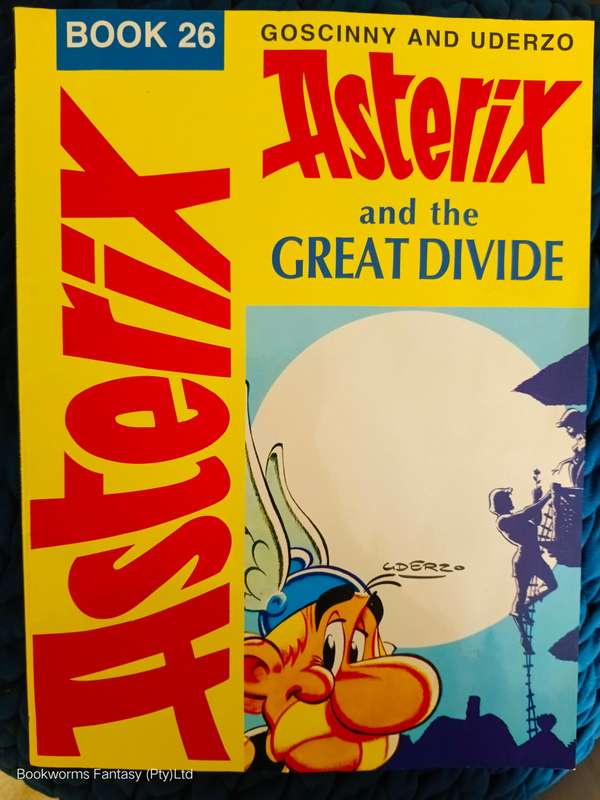 BOOK 26
GOSCINNY AND UDERZO
Asterix
and the
GREAT DIVIDE
Asterix
UDERZO
Bookworms Fantasy (Pty)Ltd